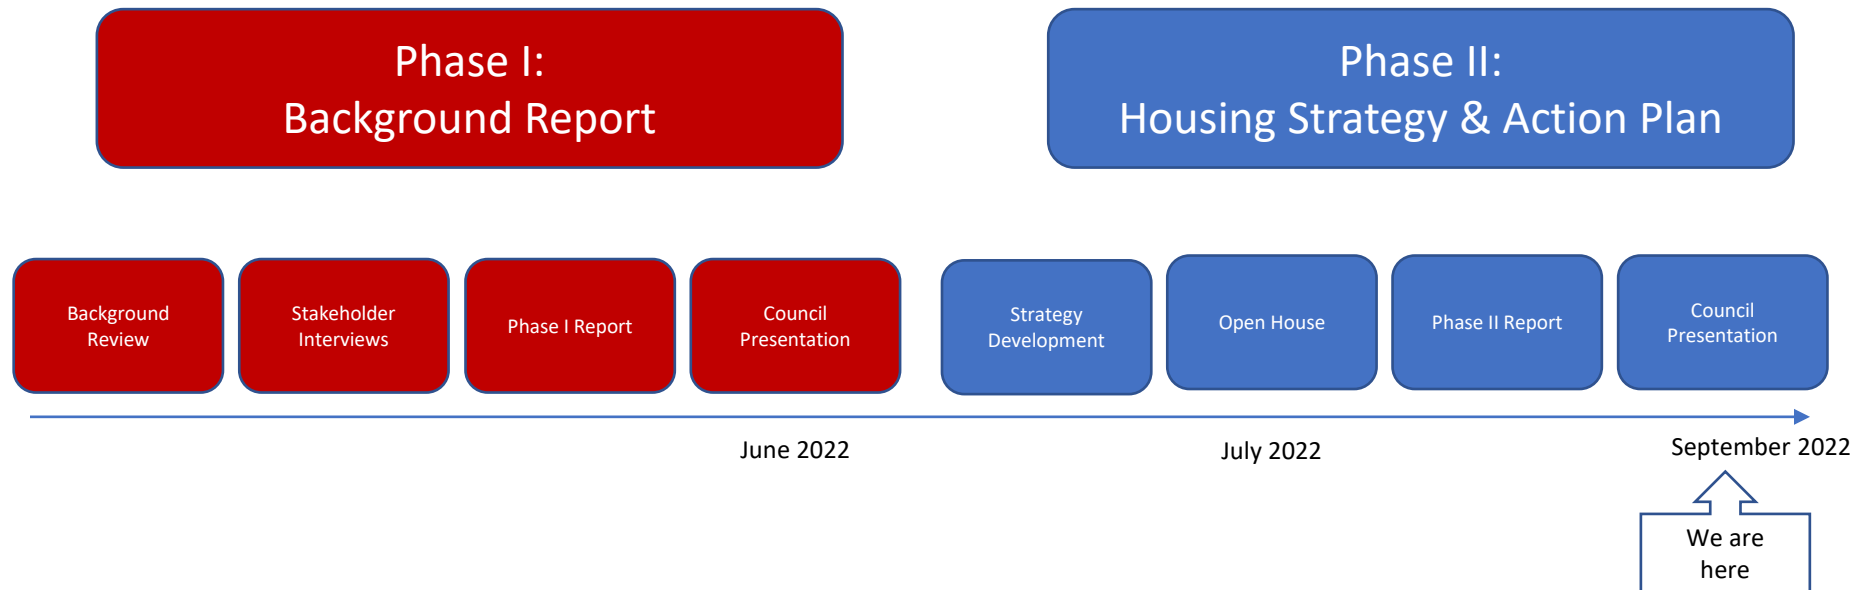 Phase I:
Background Report
Phase II:
Housing Strategy & Action Plan
Background
Review
Stakeholder
Interviews
Phase I Report
Council
Presentation
Strategy
Development
Open House
Phase II Report
Council
Presentation
June 2022
July 2022
September 2022
We are
here